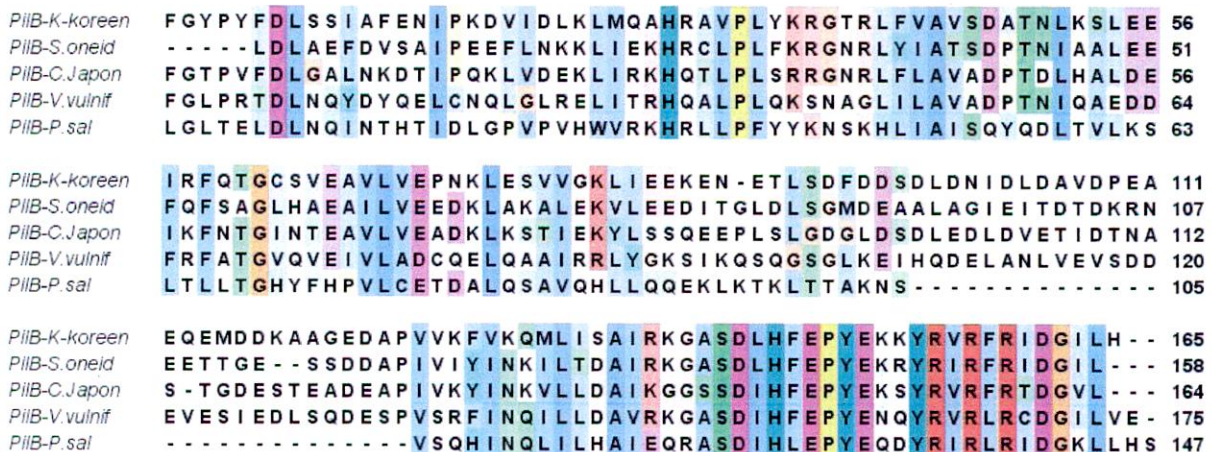 PilB-K-koreen FGYPYFDLSSIAFENIPKDVIDLKLMQAHRAVPLYKRGTRLFVAVSDATNLKSLEE 56
PilB-S.oneid -----LDLAEFDVSAIPEEFLNKKLIEKHRCLPLFKRGNRLYIATSDPTNIAALEE 51
PilB-C.Japon FGTPVFDLGALNKDTIPQKLVDEKLIRKHQTLPLSRRGNRLFLAVADPTDLHALDE 56
PilB-V.vulnif FGLPRTDLNQYDYQELCNQLGLRELITRHQALPLQKSNAGLILAVADPTNIQAEDD 64
PilB-P.sal LGLTELDLNQINTHTIDLGPVPVHWVRKHRLLPFYYKNSKHLIAISQYQDLTVLKS 63
PilB-K-koreen IRFQTGCSVEAVLVEPNKLESVVGKLIEEKEN-ETLSDFDDSDLDNIDLDAVDPEA 111
PilB-S.oneid FQFSAGLHAEAILVEEDKLAKALEKVLEEDITGLDLSGMDEAALAGIEITDTDKRN 107
PilB-C.Japon IKFNTGINTEAVLVEADKLKSTIEKYLSSQEEPLSLGDGLDSDLEDLDVETIDTNA 112
PilB-V.vulnif FRFATGVQVEIVLADCQELQAAIRRLYGKSIKQSQGSGLKEIHQDELANLVEVSDD 120
PilB-P.sal LTLLTGHYFHPVLCETDALQSAVQHLLQQEKLKTKLTTAKNS-------------- 105
PilB-K-koreen EQEMDDKAAGEDAPVVKFVKQMLISAIRKGASDLHFEPYEKKYRVRFRIDGILH-- 165
PilB-S.oneid EETTGE--SSDDAPIVIYINKILTDAIRKGASDLHFEPYEKSYRIRFRIDGIL--- 158
PilB-C.Japon S-TGDESTEADEAPIVKYINKVLLDAIKGGSSDLHFEPYEKSYRVRFRTDGVL--- 164
PilB-V.vulnif EVESIEDLSQDESPVSRFINQILLDAVRKGASDIHFEPYENQYRVRLRCDGILVE- 175
PilB-P.sal --------------VSQHINQLILHAIEQRASDIHLEPYEQDYRIRLRIDGKLLHS 147